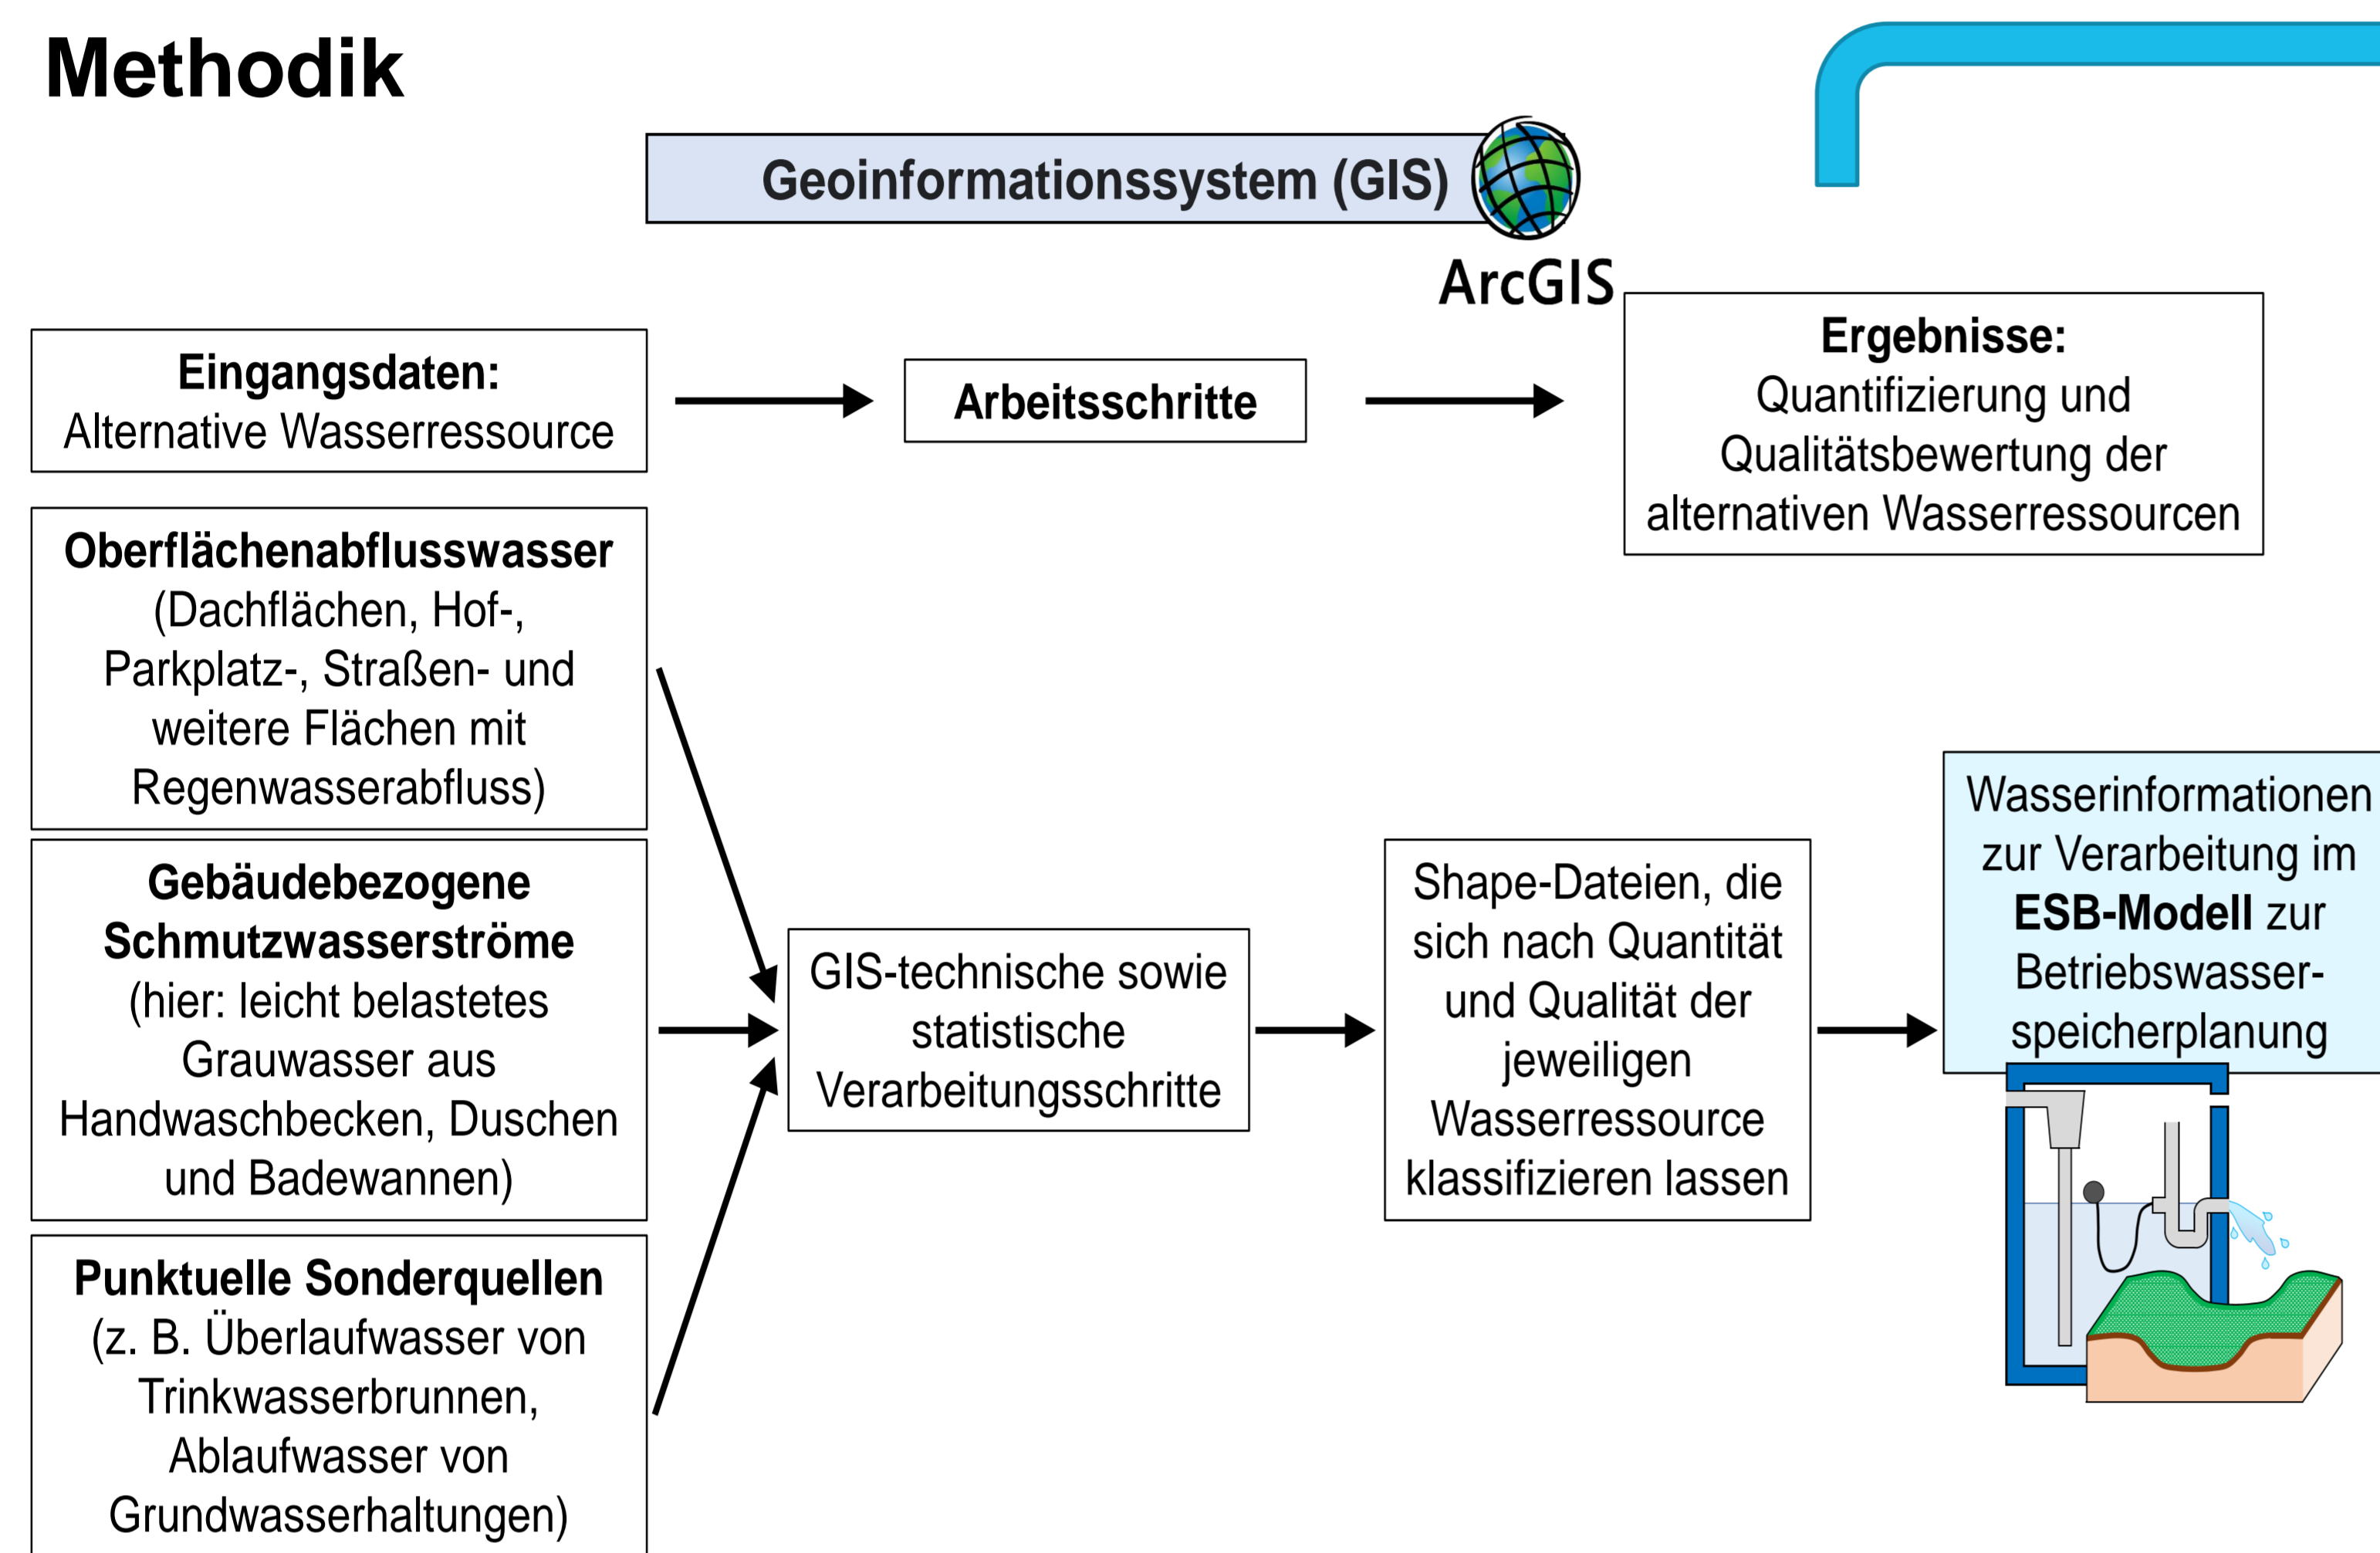 Methodik
Geoinformationssystem (GIS)
ArcGIS
Eingangsdaten:
Alternative Wasserressource
Arbeitsschritte
Ergebnisse:
Quantifizierung und
Qualitätsbewertung der
alternativen Wasserressourcen
Oberflächenabflusswasser
(Dachflächen, Hof-,
Parkplatz-, Straßen- und
weitere Flächen mit
Regenwasserabfluss)
Gebäudebezogene
Schmutzwasserströme
(hier: leicht belastetes
Grauwasser aus
Handwaschbecken, Duschen
und Badewannen)
Punktuelle Sonderquellen
(z. B. Überlaufwasser von
Trinkwasserbrunnen,
Ablaufwasser von
Grundwasserhaltungen)
GIS-technische sowie
statistische
Verarbeitungsschritte
Shape-Dateien, die
sich nach Quantität
und Qualität der
jeweiligen
Wasserressource
klassifizieren lassen
Wasserinformationen
zur Verarbeitung im
ESB-Modell zur
Betriebswasser-
speicherplanung